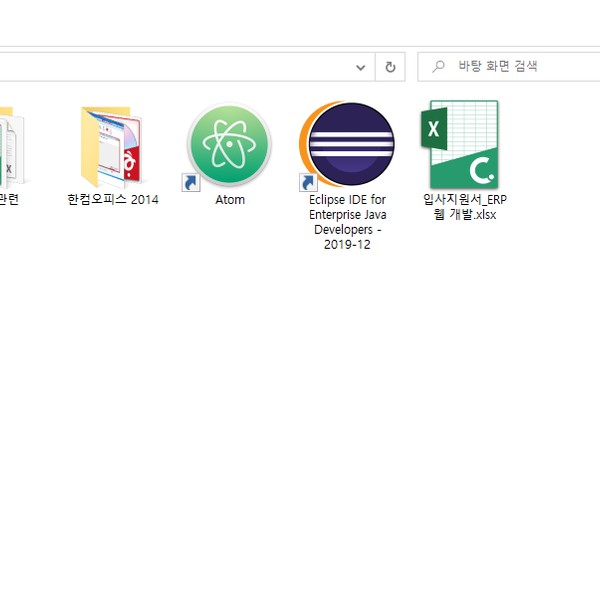 바탕 화면 검색
관련
한컴오피스 2014
Atom
Eclipse IDE for
Enterprise Java
Developers -
2019-12
입사지원서_ERP
웹 개발.xlsx